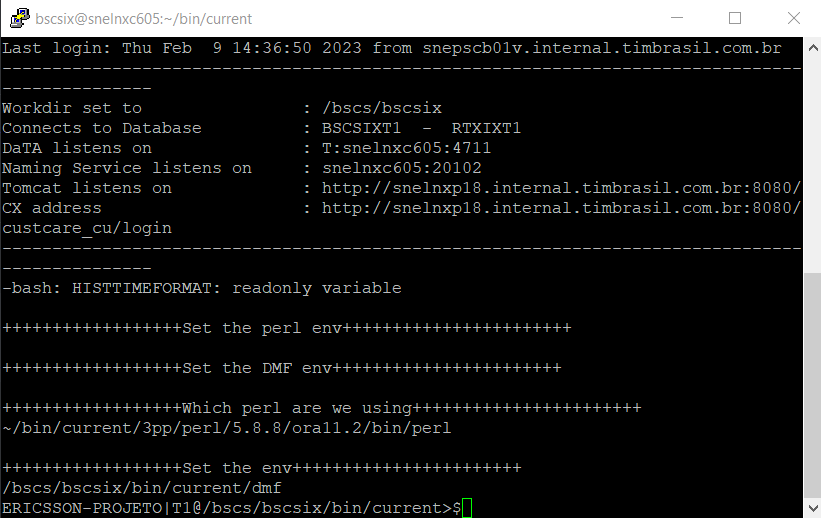 bscsix@snelnxc605:~/bin/current
Last login: Thu Feb  9 14:36:50 2023 from snepscb01v.internal.timbrasil.com.br
--------------------------------------------------------------------------------
---------------
Workdir set to                : /bscs/bscsix
Connects to Database          : BSCSIXT1  -  RTXIXT1
DaTA listens on               : T:snelnxc605:4711
Naming Service listens on     : snelnxc605:20102
Tomcat listens on             : http://snelnxp18.internal.timbrasil.com.br:8080/
CX address                    : http://snelnxp18.internal.timbrasil.com.br:8080/
custcare_cu/login
--------------------------------------------------------------------------------
---------------
-bash: HISTTIMEFORMAT: readonly variable
++++++++++++++++++Set the perl env+++++++++++++++++++++++
++++++++++++++++++Set the DMF env+++++++++++++++++++++++
++++++++++++++++++Which perl are we using+++++++++++++++++++++++
~/bin/current/3pp/perl/5.8.8/ora11.2/bin/perl
++++++++++++++++++Set the env+++++++++++++++++++++++
/bscs/bscsix/bin/current/dmf
ERICSSON-PROJETO|T1@/bscs/bscsix/bin/current>$